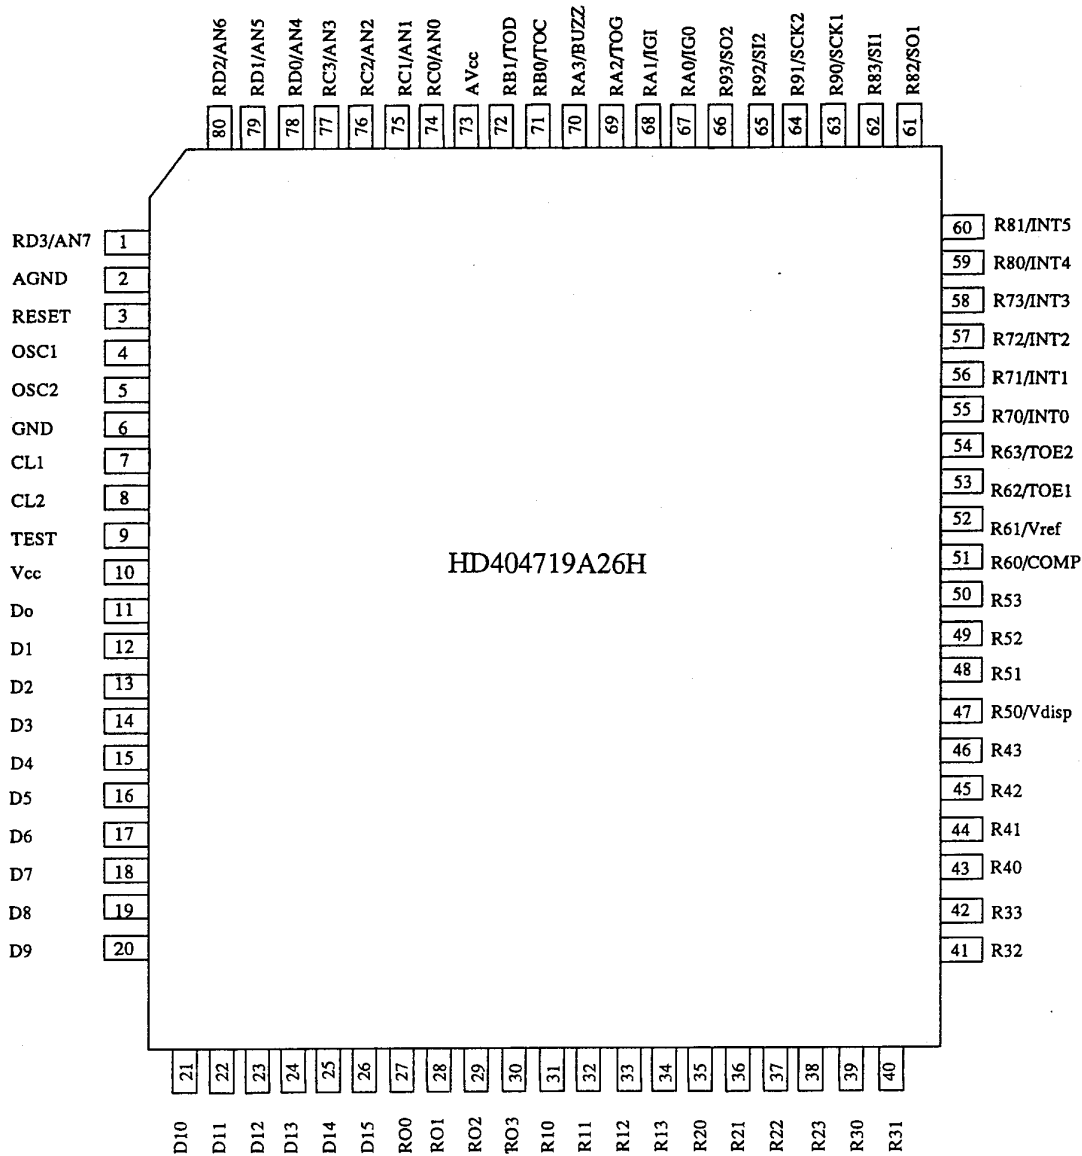 RD2/AN6
RD1/AN5
RD0/AN4
RC3/AN3
RC2/AN2
RC1/AN1
RC0/AN0
AVcc
RB1/TOD
RB0/TOC
RA3/BUZZ
RA2/TOG
RA1/IGI
RA0/IG0
R93/SO2
R92/SI2
R91/SCK2
R90/SCK1
R83/SI1
R82/SO1
80 79 78 77 76 75 74 73 72 71 70 69 68 67 66 65 64 63 62 61
RD3/AN7 1
AGND 2
RESET 3
OSC1 4
OSC2 5
GND 6
CL1 7
CL2 8
TEST 9
Vcc 10
Do 11
D1 12
D2 13
D3 14
D4 15
D5 16
D6 17
D7 18
D8 19
D9 20
HD404719A26H
60 R81/INT5
59 R80/INT4
58 R73/INT3
57 R72/INT2
56 R71/INT1
55 R70/INT0
54 R63/TOE2
53 R62/TOE1
52 R61/Vref
51 R60/COMP
50 R53
49 R52
48 R51
47 R50/Vdisp
46 R43
45 R42
44 R41
43 R40
42 R33
41 R32
21 22 23 24 25 26 27 28 29 30 31 32 33 34 35 36 37 38 39 40
D10
D11
D12
D13
D14
D15
RO0
RO1
RO2
RO3
R10
R11
R12
R13
R20
R21
R22
R23
R30
R31